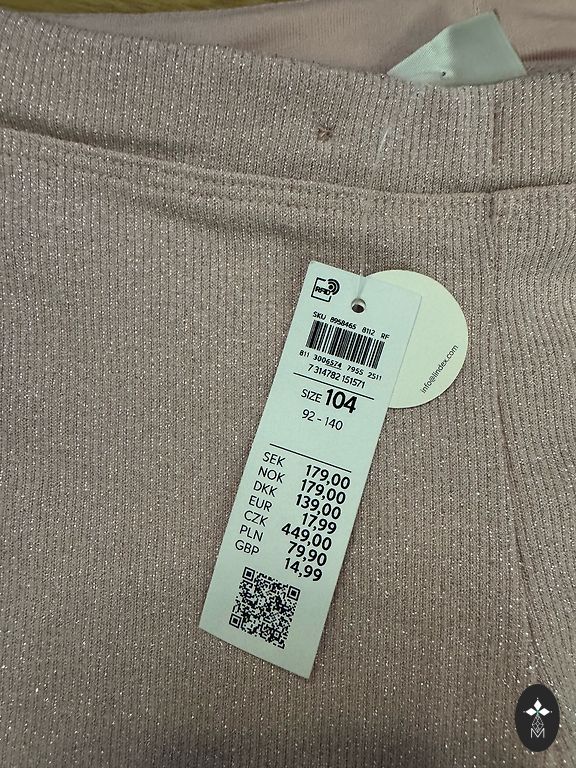 RFID
SKU 8958465 8112 RF
811 3006574 7955 2511
7 314782 151571
SIZE 104
92 - 140
SEK 179,00
NOK 179,00
DKK 139,00
EUR 17,99
CZK 449,00
PLN 79,90
GBP 14,99
info@lindex.com
M